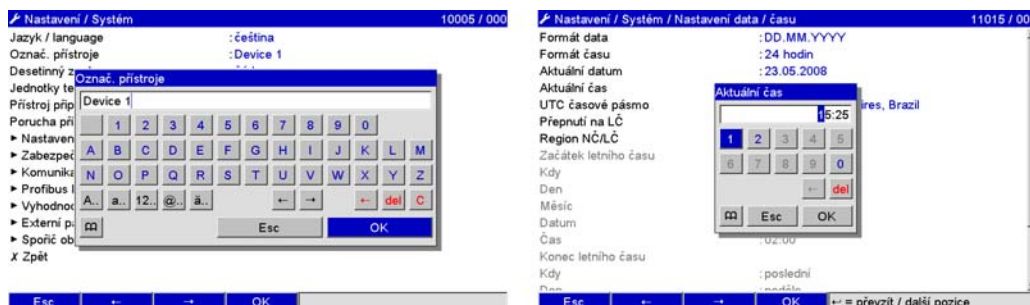 Nastavení / Systém 10005 / 000
Jazyk / language : čeština
Označ. přístroje : Device 1
Desetinný
Označ. přístroje
Jednotky te
Device 1
Přístroj přip
Porucha při
1 2 3 4 5 6 7 8 9 0
► Nastaven
A B C D E F G H I J K L M
► Zabezpeč
N O P Q R S T U V W X Y Z
► Komunika
► Profibus
A.. a.. 12.. @.. ä.. ← → ← del C
► Vyhodnoc
► Externí p
Esc OK
► Spořič ob
X Zpět
Esc ← → OK
Nastavení / Systém / Nastavení data / času 11015 / 00
Formát data : DD.MM.YYYY
Formát času : 24 hodin
Aktuální datum : 23.05.2008
Aktuální čas
Aktuální čas
UTC časové pásmo ires, Brazil
15:25
Přepnutí na LČ
Region NČ/LČ
1 2 3 4 5
Začátek letního času
6 7 8 9 0
Kdy
Den
← del
Měsíc
Esc OK
Datum
Čas : 02:00
Konec letního času
Kdy : poslední
Den : neděle
Esc ← → OK ↵ = převzít / další pozice